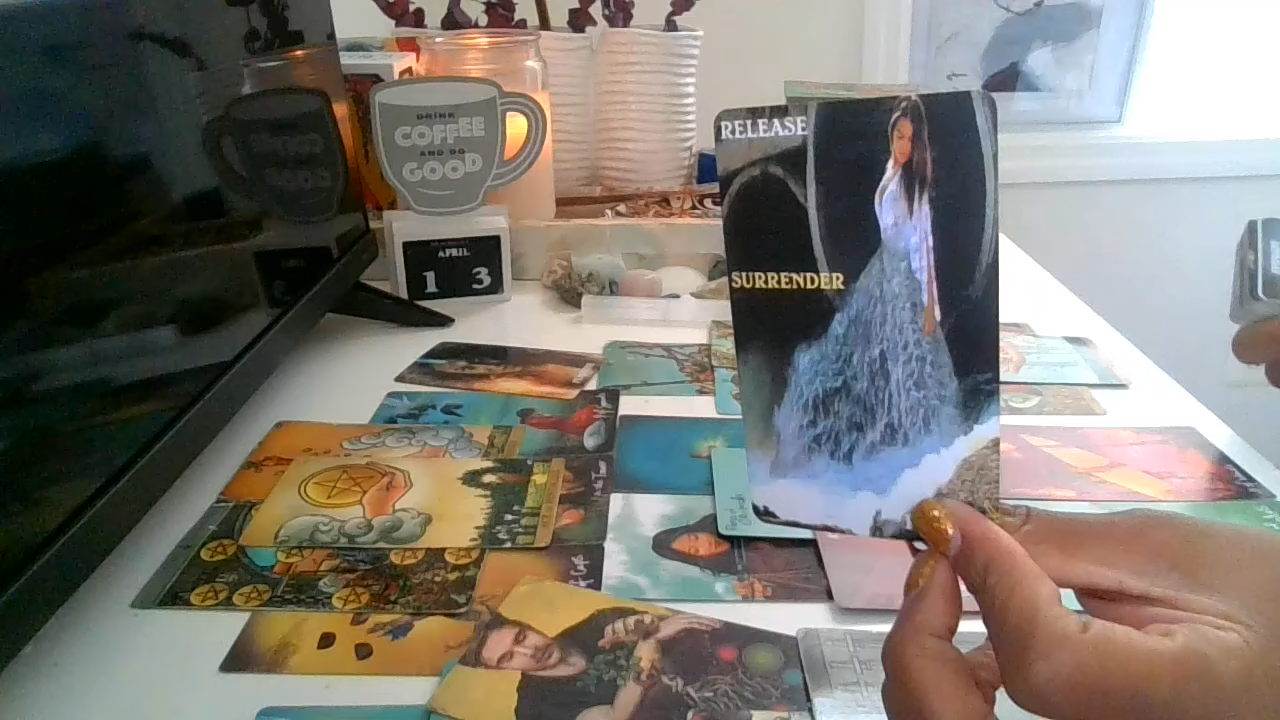 DRINK
COFFEE
AND DO
GOOD
APRIL
1 3
RELEASE
SURRENDER